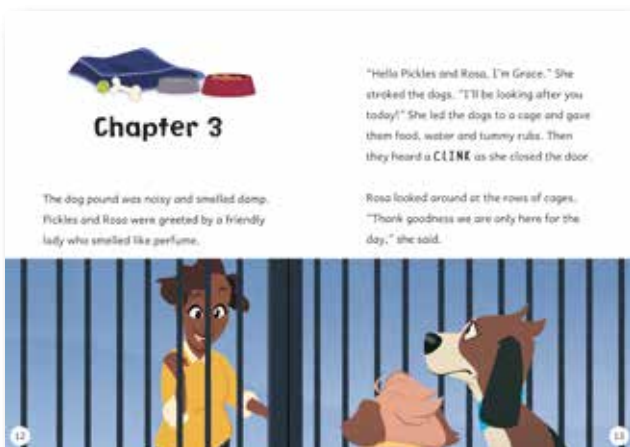 Chapter 3
The dog pound was noisy and smelled damp.
Pickles and Rosa were greeted by a friendly
lady who smelled like perfume.
12
"Hello Pickles and Rosa, I'm Grace." She
stroked the dogs. "I'll be looking after you
today!" She led the dogs to a cage and gave
them food, water and tummy rubs. Then
they heard a CLINK as she closed the door.
Rosa looked around at the rows of cages.
"Thank goodness we are only here for the
day," she said.
13